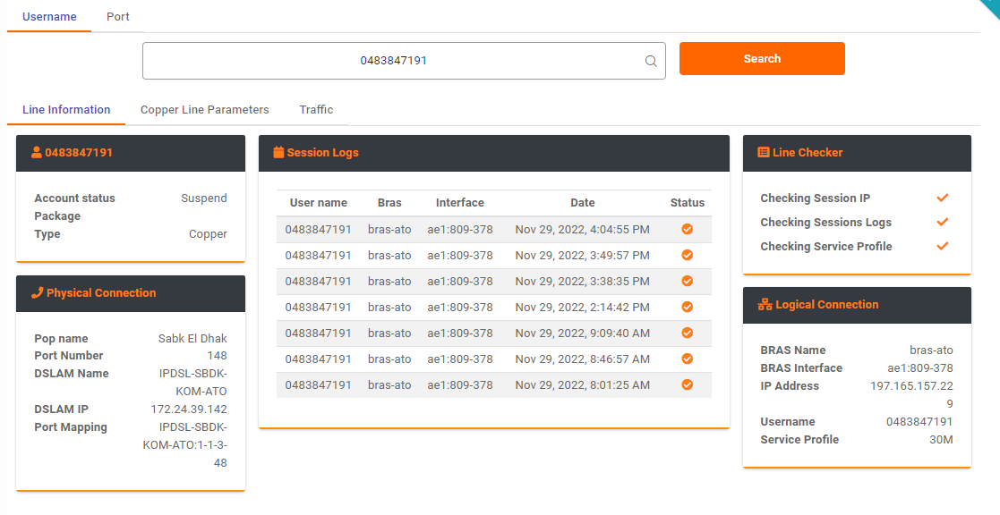 Username Port
0483847191 Search
Line Information Copper Line Parameters Traffic
0483847191
Account status Suspend
Package
Type Copper
Physical Connection
Pop name Sabk El Dhak
Port Number 148
DSLAM Name IPDSL-SBDK-
KOM-ATO
DSLAM IP 172.24.39.142
Port Mapping IPDSL-SBDK-
KOM-ATO:1-1-3-
48
Session Logs
User name Bras Interface Date Status
0483847191 bras-ato ae1:809-378 Nov 29, 2022, 4:04:55 PM
0483847191 bras-ato ae1:809-378 Nov 29, 2022, 3:49:57 PM
0483847191 bras-ato ae1:809-378 Nov 29, 2022, 3:38:35 PM
0483847191 bras-ato ae1:809-378 Nov 29, 2022, 2:14:42 PM
0483847191 bras-ato ae1:809-378 Nov 29, 2022, 9:09:40 AM
0483847191 bras-ato ae1:809-378 Nov 29, 2022, 8:46:57 AM
0483847191 bras-ato ae1:809-378 Nov 29, 2022, 8:01:25 AM
Line Checker
Checking Session IP
Checking Sessions Logs
Checking Service Profile
Logical Connection
BRAS Name bras-ato
BRAS Interface ae1:809-378
IP Address 197.165.157.22
9
Username 0483847191
Service Profile 30M